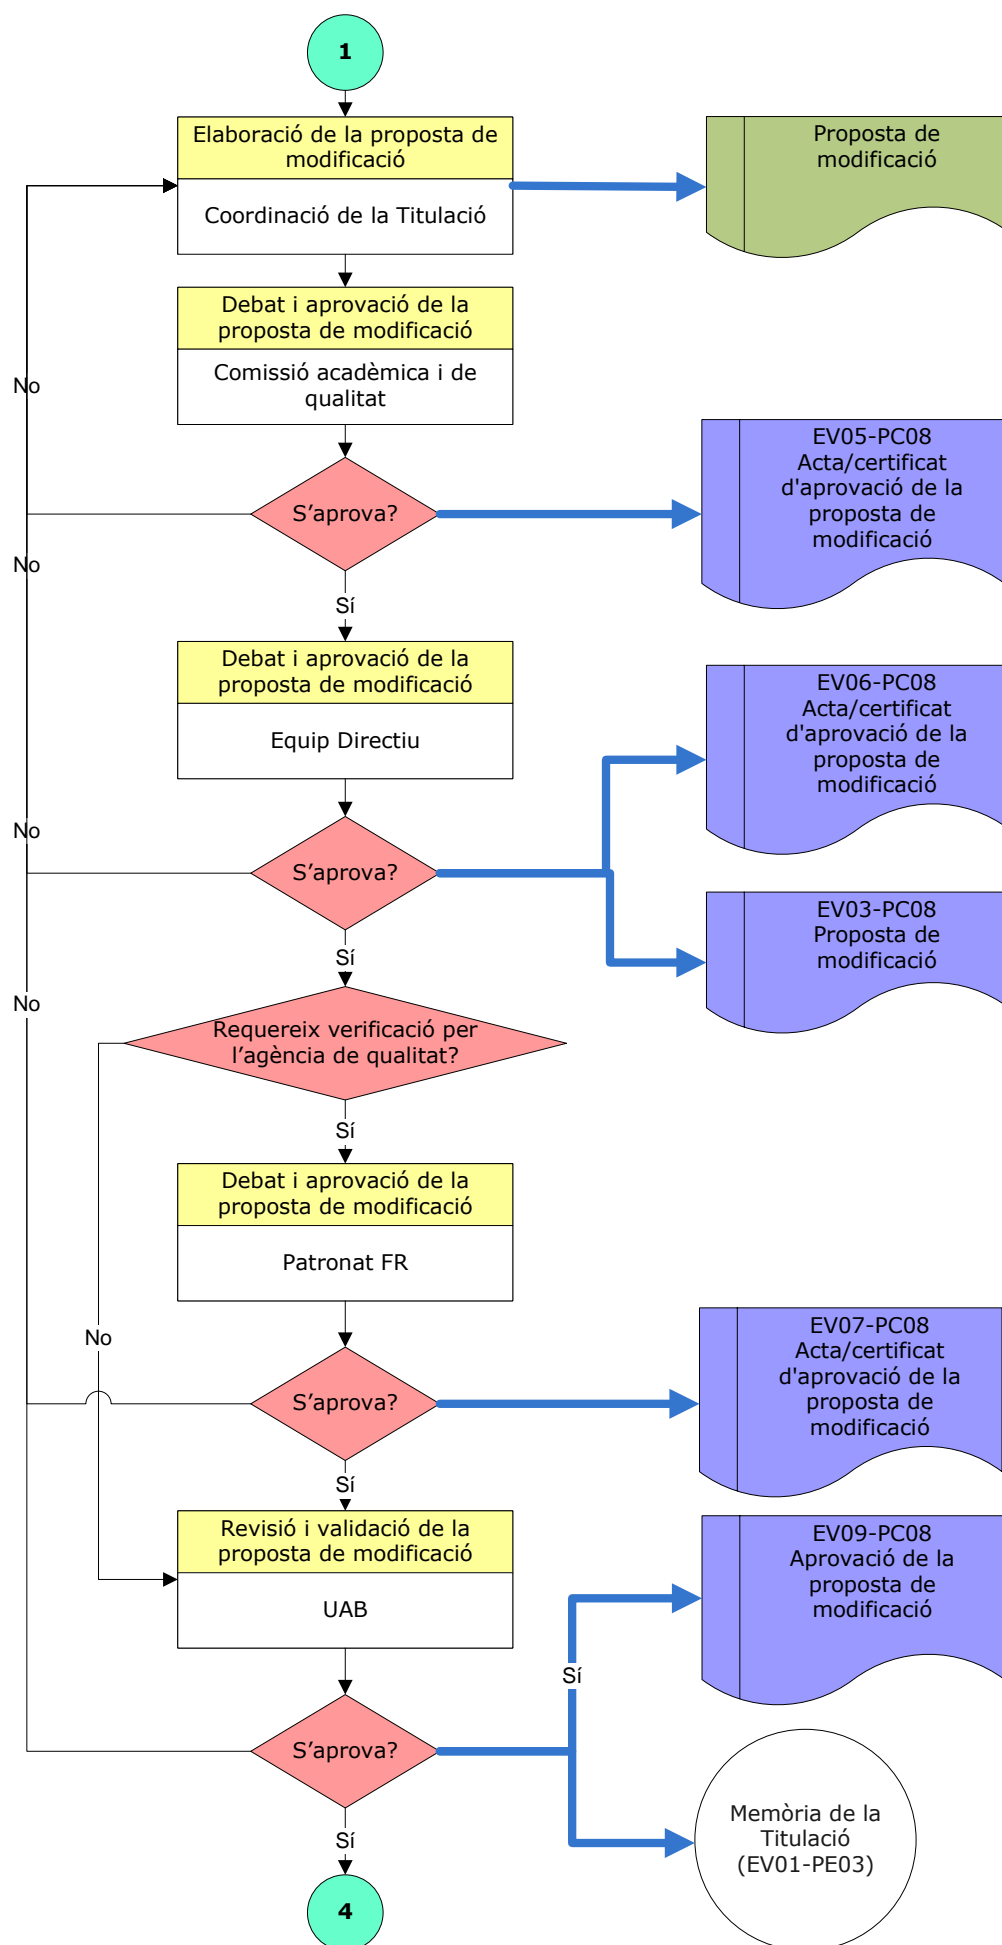 1
Elaboració de la proposta de
modificació
Coordinació de la Titulació
Proposta de
modificació
Debat i aprovació de la
proposta de modificació
Comissió acadèmica i de
qualitat
No
S’aprova?
EV05-PC08
Acta/certificat
d'aprovació de la
proposta de
modificació
No
Sí
Debat i aprovació de la
proposta de modificació
Equip Directiu
EV06-PC08
Acta/certificat
d'aprovació de la
proposta de
modificació
No
S’aprova?
EV03-PC08
Proposta de
modificació
Sí
No
Requereix verificació per
l’agència de qualitat?
Sí
Debat i aprovació de la
proposta de modificació
Patronat FR
No
S’aprova?
EV07-PC08
Acta/certificat
d'aprovació de la
proposta de
modificació
Sí
Revisió i validació de la
proposta de modificació
UAB
EV09-PC08
Aprovació de la
proposta de
modificació
Sí
S’aprova?
Memòria de la
Titulació
(EV01-PE03)
Sí
4